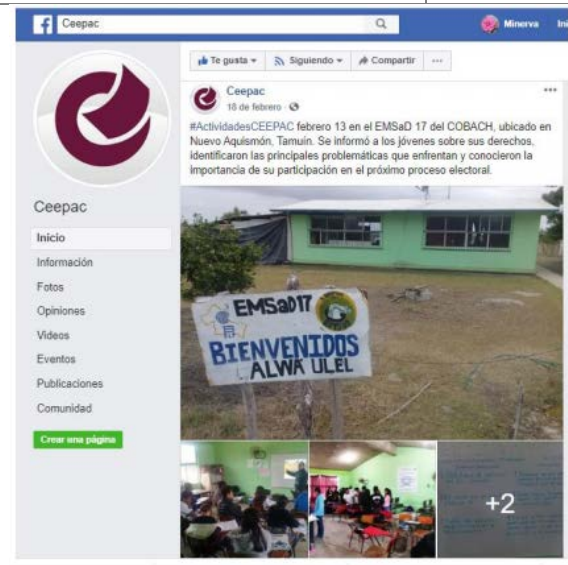 Ceepac
Minerva
Ini
Te gusta
Siguiendo
Compartir
Ceepac
18 de febrero
#ActividadesCEEPAC febrero 13 en el EMSaD 17 del COBACH, ubicado en
Nuevo Aquismón, Tamuín. Se informó a los jóvenes sobre sus derechos,
identificaron las principales problemáticas que enfrentan y conocieron la
importancia de su participación en el próximo proceso electoral.
Ceepac
Inicio
Información
Fotos
Opiniones
Videos
Eventos
Publicaciones
Comunidad
Crear una página
EMSaD17
BIENVENIDOS
ALWA ULEL
+2